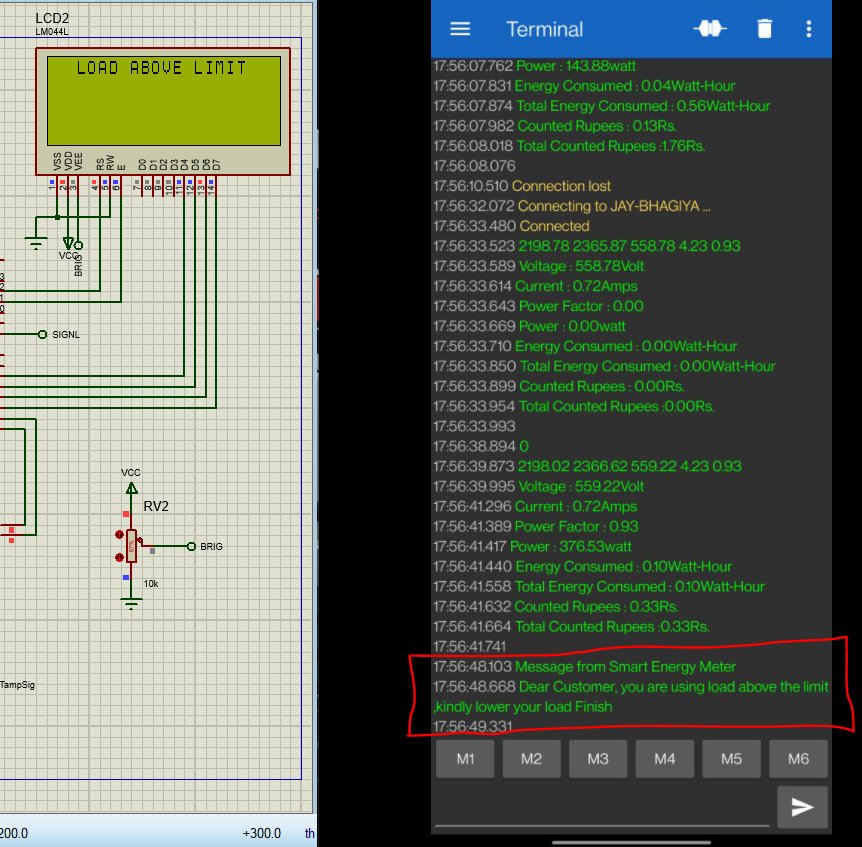 LCD2
LM044L
LOAD ABOVE LIMIT
VSS
VDD
VEE
RS
RW
E
D0
D1
D2
D3
D4
D5
D6
D7
1
2
3
4
5
6
7
8
9
10
11
12
13
14
VCC
BRIG
3
2
1
0
SIGNL
VCC
RV2
67%
BRIG
10k
TampSig
200.0
+300.0
th
Terminal
17:56:07.762 Power : 143.88watt
17:56:07.831 Energy Consumed : 0.04Watt-Hour
17:56:07.874 Total Energy Consumed : 0.56Watt-Hour
17:56:07.982 Counted Rupees : 0.13Rs.
17:56:08.018 Total Counted Rupees :1.76Rs.
17:56:08.076
17:56:10.510 Connection lost
17:56:32.072 Connecting to JAY-BHAGIYA ...
17:56:33.480 Connected
17:56:33.523 2198.78 2365.87 558.78 4.23 0.93
17:56:33.589 Voltage : 558.78Volt
17:56:33.614 Current : 0.72Amps
17:56:33.643 Power Factor : 0.00
17:56:33.669 Power : 0.00watt
17:56:33.710 Energy Consumed : 0.00Watt-Hour
17:56:33.850 Total Energy Consumed : 0.00Watt-Hour
17:56:33.899 Counted Rupees : 0.00Rs.
17:56:33.954 Total Counted Rupees :0.00Rs.
17:56:33.993
17:56:38.894 0
17:56:39.873 2198.02 2366.62 559.22 4.23 0.93
17:56:39.995 Voltage : 559.22Volt
17:56:41.296 Current : 0.72Amps
17:56:41.389 Power Factor : 0.93
17:56:41.417 Power : 376.53watt
17:56:41.440 Energy Consumed : 0.10Watt-Hour
17:56:41.558 Total Energy Consumed : 0.10Watt-Hour
17:56:41.632 Counted Rupees : 0.33Rs.
17:56:41.664 Total Counted Rupees :0.33Rs.
17:56:41.741
17:56:48.103 Message from Smart Energy Meter
17:56:48.668 Dear Customer, you are using load above the limit
,kindly lower your load Finish
17:56:49.331
M1
M2
M3
M4
M5
M6